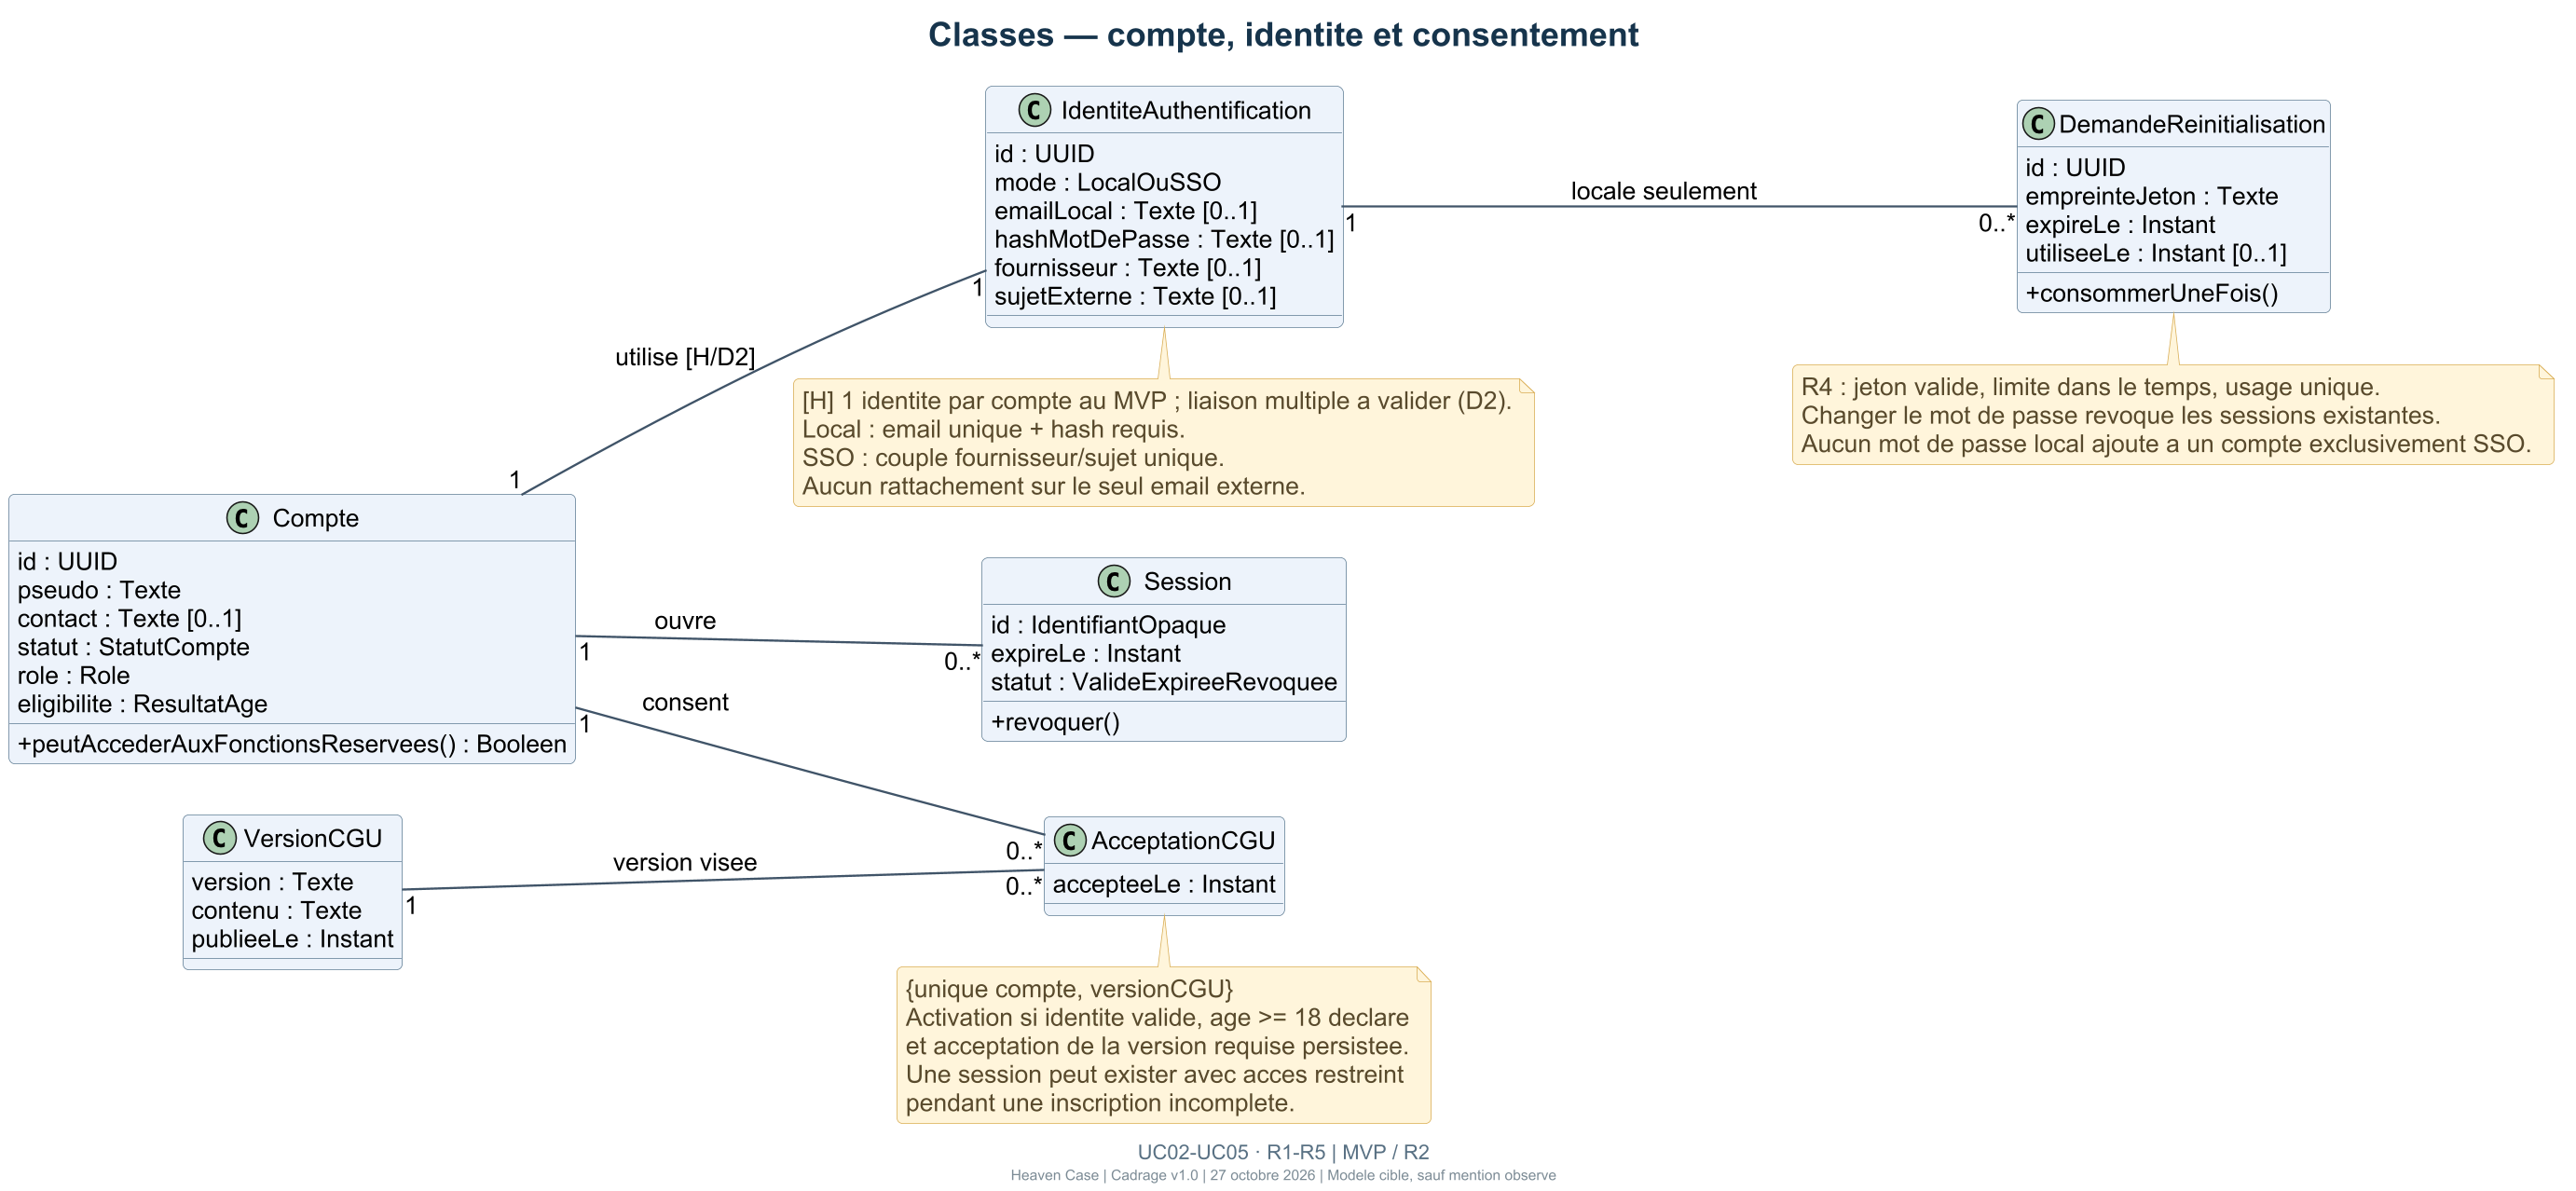 Classes — compte, identite et consentement
C IdentiteAuthentification
id : UUID
mode : LocalOuSSO
emailLocal : Texte [0..1]
hashMotDePasse : Texte [0..1]
fournisseur : Texte [0..1]
sujetExterne : Texte [0..1]
locale seulement
1
0..*
C DemandeReinitialisation
id : UUID
empreinteJeton : Texte
expireLe : Instant
utiliseeLe : Instant [0..1]
+consommerUneFois()
1
utilise [H/D2]
1
[H] 1 identite par compte au MVP ; liaison multiple a valider (D2).
Local : email unique + hash requis.
SSO : couple fournisseur/sujet unique.
Aucun rattachement sur le seul email externe.
R4 : jeton valide, limite dans le temps, usage unique.
Changer le mot de passe revoque les sessions existantes.
Aucun mot de passe local ajoute a un compte exclusivement SSO.
C Compte
id : UUID
pseudo : Texte
contact : Texte [0..1]
statut : StatutCompte
role : Role
eligibilite : ResultatAge
+peutAccederAuxFonctionsReservees() : Booleen
ouvre
1
0..*
C Session
id : IdentifiantOpaque
expireLe : Instant
statut : ValideExpireeRevoquee
+revoquer()
consent
1
0..*
C VersionCGU
version : Texte
contenu : Texte
publieeLe : Instant
version visee
1
0..*
C AcceptationCGU
accepteeLe : Instant
{unique compte, versionCGU}
Activation si identite valide, age >= 18 declare
et acceptation de la version requise persistee.
Une session peut exister avec acces restreint
pendant une inscription incomplete.
UC02-UC05 · R1-R5 | MVP / R2
Heaven Case | Cadrage v1.0 | 27 octobre 2026 | Modele cible, sauf mention observe